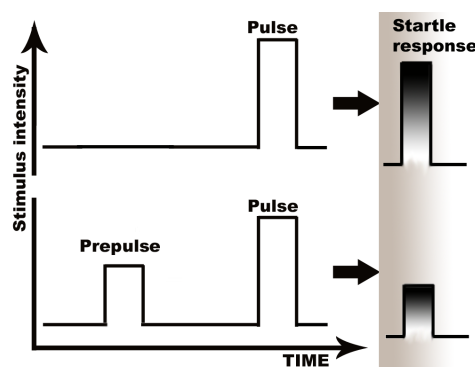 Pulse
Startle
response
Stimulus intensity
Pulse
Prepulse
TIME